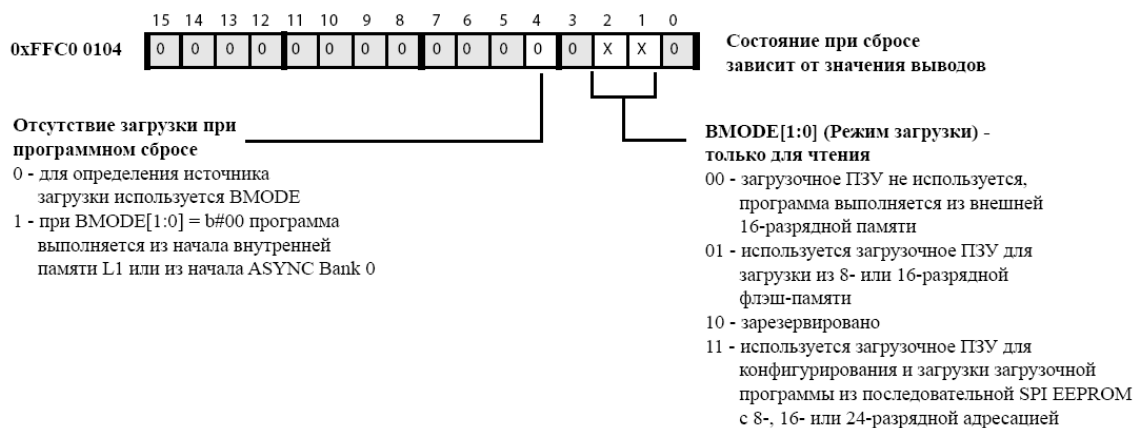 15 14 13 12 11 10 9 8 7 6 5 4 3 2 1 0
0xFFC0 0104 0 0 0 0 0 0 0 0 0 0 0 0 0 X X 0
Состояние при сбросе
зависит от значения выводов
Отсутствие загрузки при
программном сбросе
0 - для определения источника
загрузки используется BMODE
1 - при BMODE[1:0] = b#00 программа
выполняется из начала внутренней
памяти L1 или из начала ASYNC Bank 0
BMODE[1:0] (Режим загрузки) -
только для чтения
00 - загрузочное ПЗУ не используется,
программа выполняется из внешней
16-разрядной памяти
01 - используется загрузочное ПЗУ для
загрузки из 8- или 16-разрядной
флэш-памяти
10 - зарезервировано
11 - используется загрузочное ПЗУ для
конфигурирования и загрузки загрузочной
программы из последовательной SPI EEPROM
с 8-, 16- или 24-разрядной адресацией